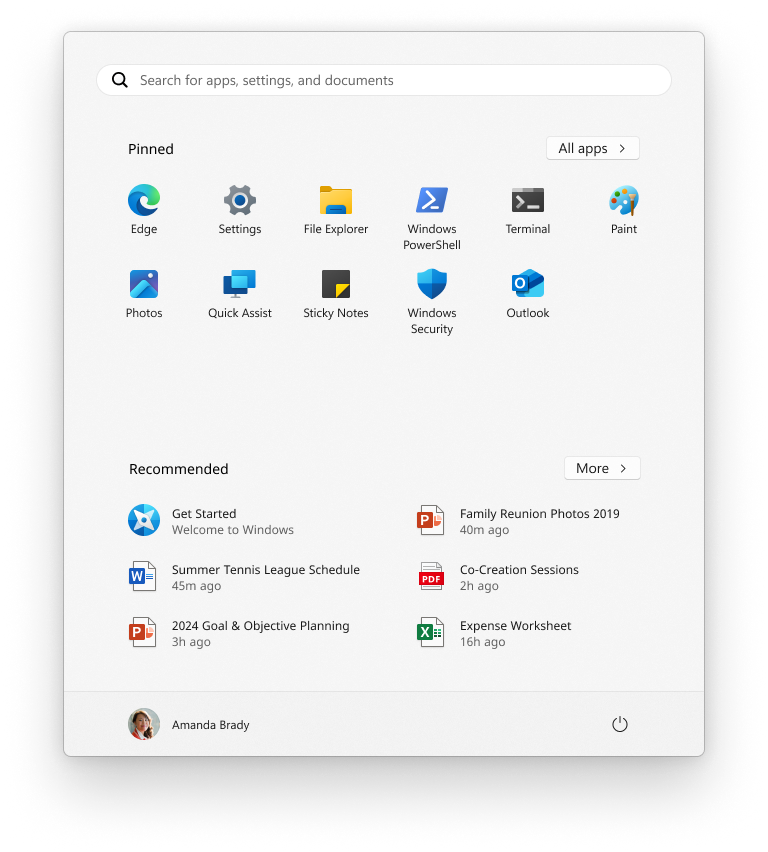 Search for apps, settings, and documents
Pinned
All apps
Edge
Settings
File Explorer
Windows PowerShell
Terminal
Paint
Photos
Quick Assist
Sticky Notes
Windows Security
Outlook
Recommended
More
Get Started
Welcome to Windows
Family Reunion Photos 2019
40m ago
Summer Tennis League Schedule
45m ago
PDF
Co-Creation Sessions
2h ago
2024 Goal & Objective Planning
3h ago
Expense Worksheet
16h ago
Amanda Brady